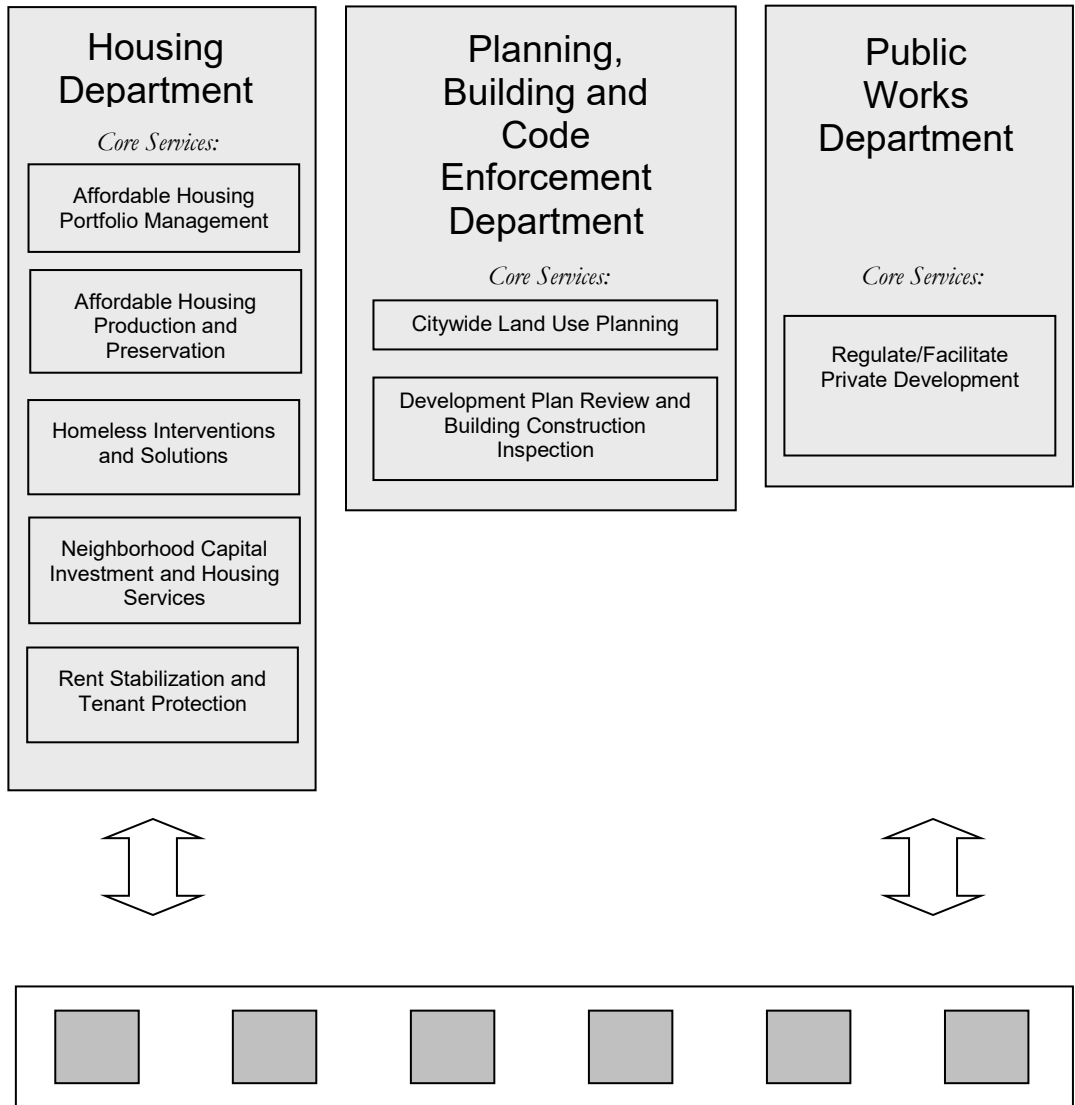 Housing
Department
Core Services:
Affordable Housing
Portfolio Management
Affordable Housing
Production and
Preservation
Homeless Interventions
and Solutions
Neighborhood Capital
Investment and Housing
Services
Rent Stabilization and
Tenant Protection
Planning,
Building and
Code
Enforcement
Department
Core Services:
Citywide Land Use Planning
Development Plan Review and
Building Construction
Inspection
Public
Works
Department
Core Services:
Regulate/Facilitate
Private Development